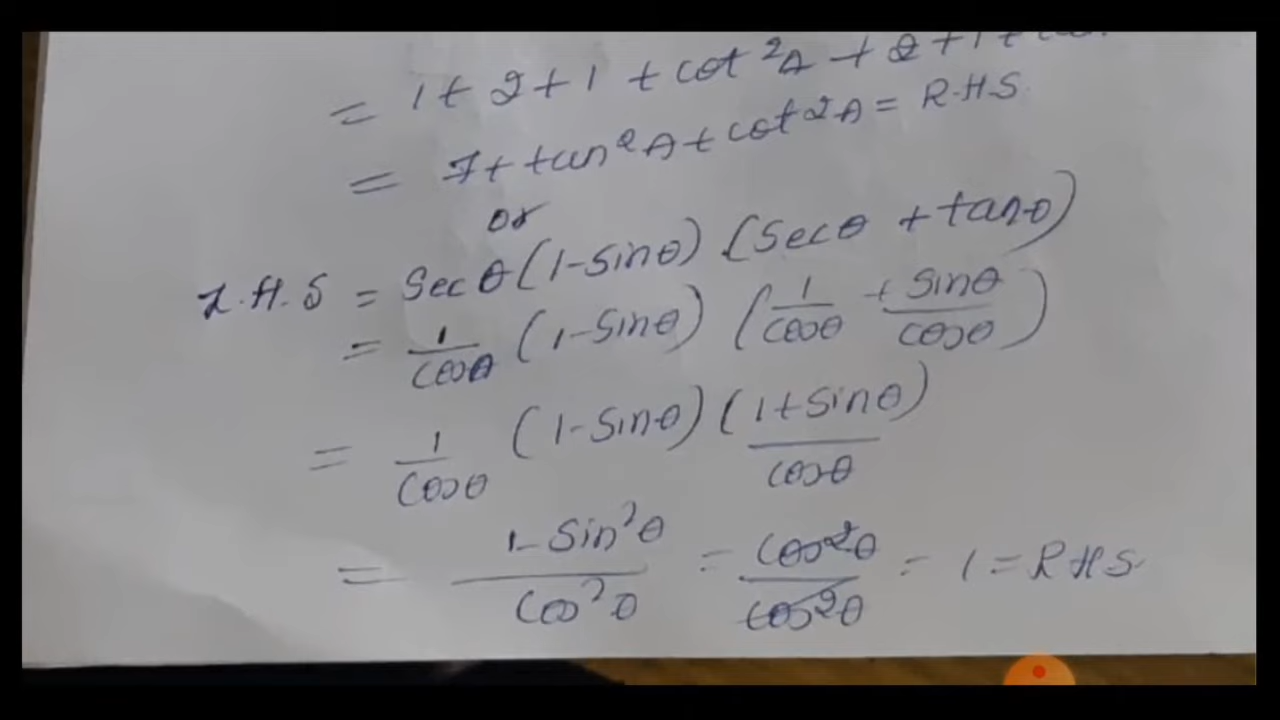 = 1 + 2 + 1 + cot²A + 2 + 1 +
= 7 + tan²A + cot²A = R.H.S
or
L.H.S = Secθ (1-Sinθ) (Secθ + tanθ)
= 1/Cosθ (1-Sinθ) (1/Cosθ + Sinθ/Cosθ)
= 1/Cosθ (1-Sinθ) (1+Sinθ/Cosθ)
= 1-Sin²θ/Cos²θ = Cos²θ/Cos²θ = 1 = RHS.